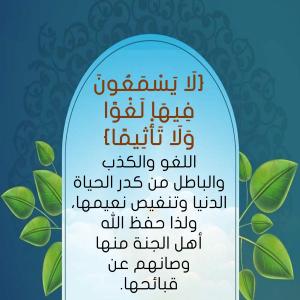 {لَا يَسْمَعُونَ
فِيهَا لَغْوًا
وَلَا تَأْثِيمًا}
اللغو والكذب
والباطل من كدر الحياة
الدنيا وتنغيص نعيمها،
ولذا حفظ الله
أهل الجنة منها
وصانهم عن
قبائحها.